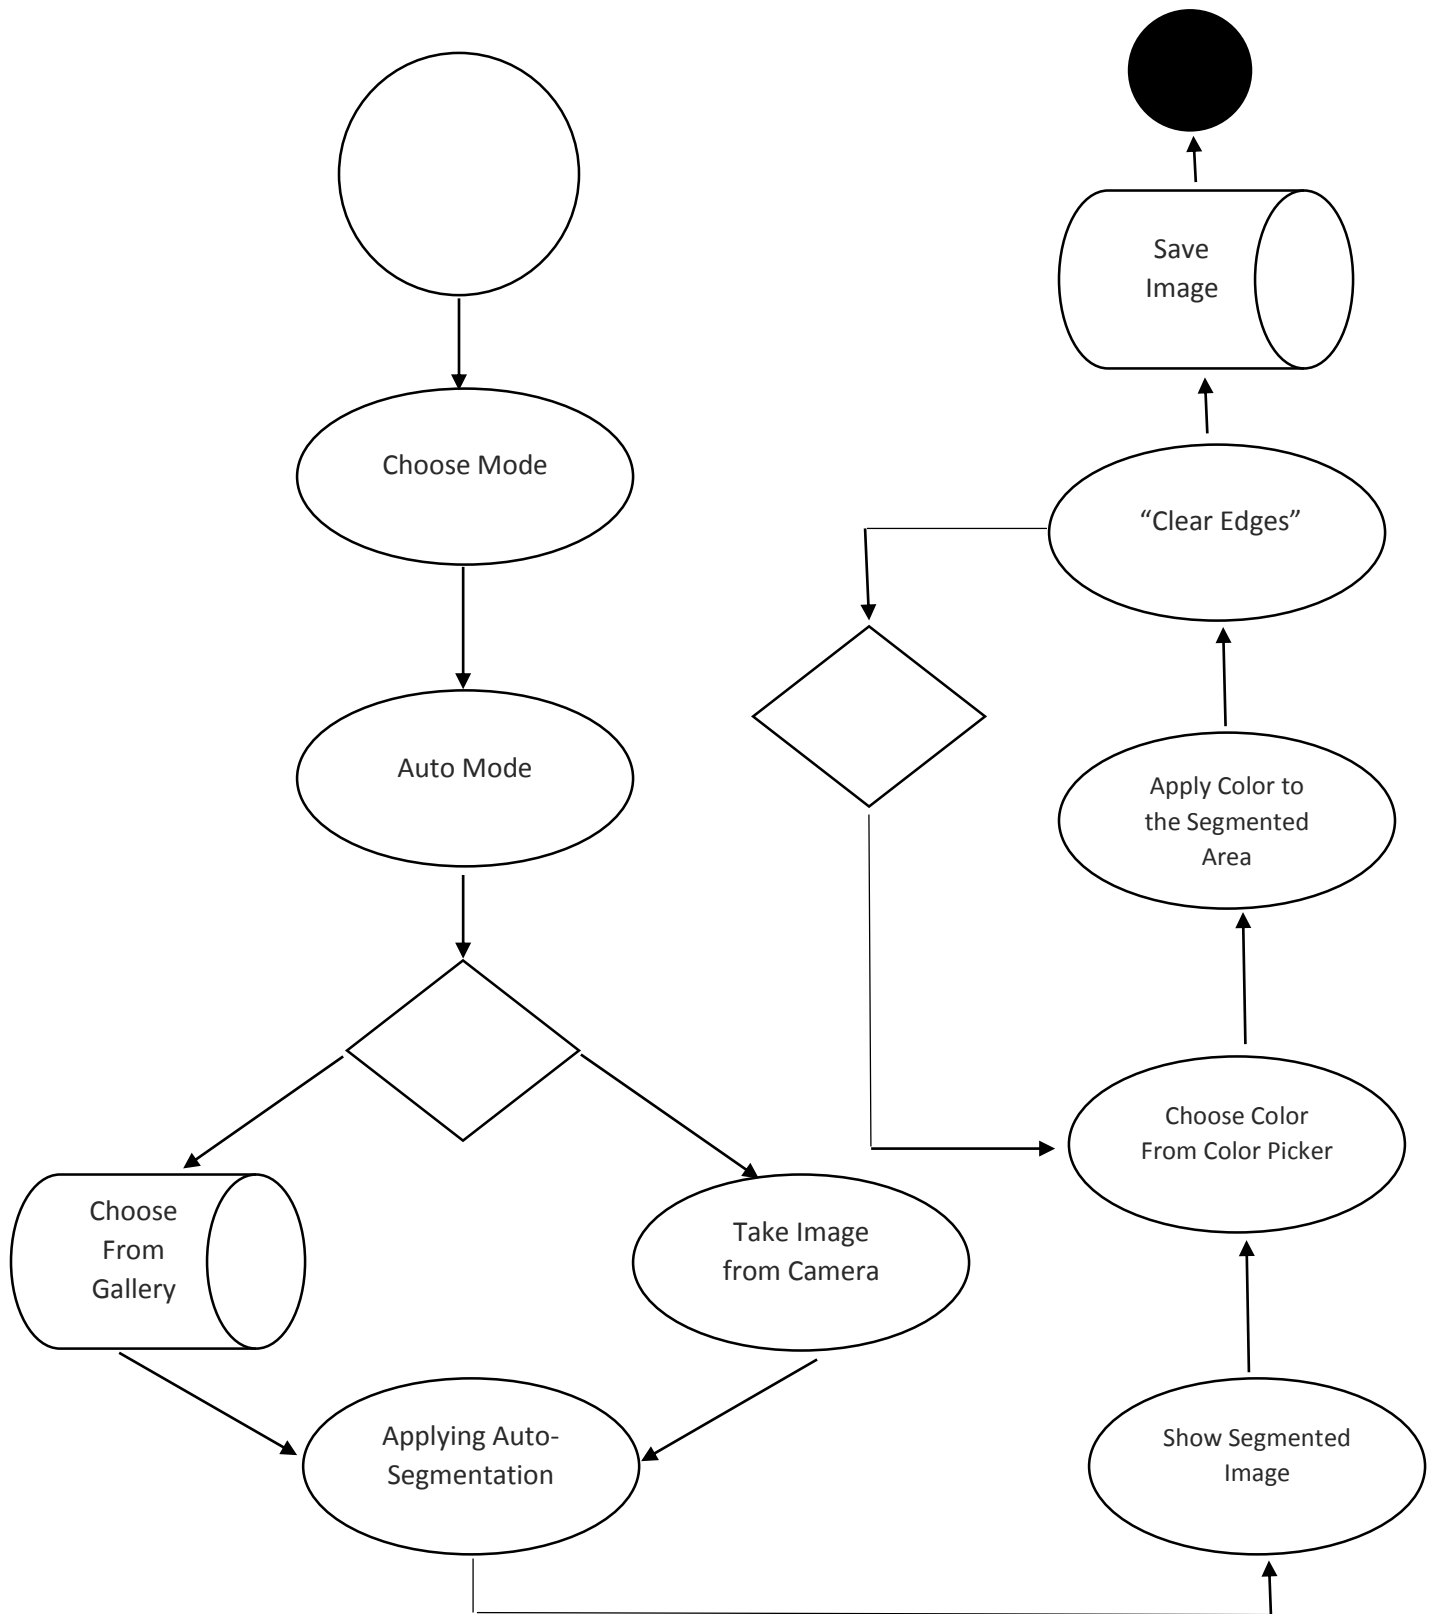 Choose Mode
Auto Mode
Choose
From
Gallery
Take Image
from Camera
Applying Auto-
Segmentation
Save
Image
“Clear Edges”
Apply Color to
the Segmented
Area
Choose Color
From Color Picker
Show Segmented
Image